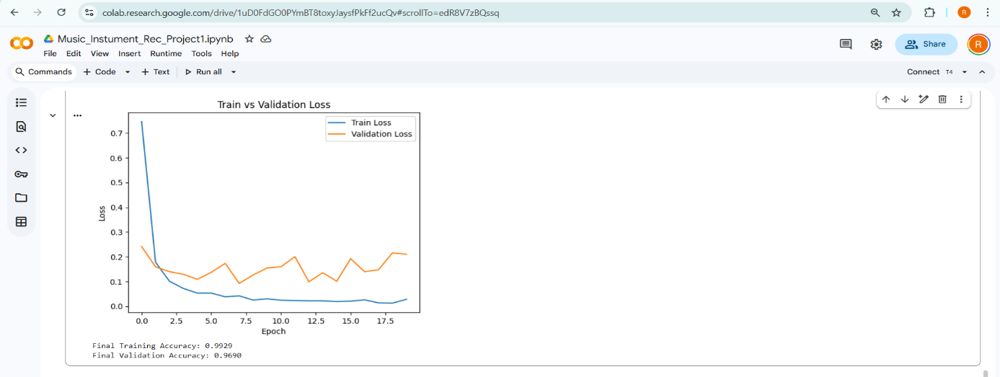 colab.research.google.com/drive/1uD0FdGO0PYmBT8toxyJaysfPkFf2ucQv#scrollTo=edR8V7zBQssq
R
Music_Instument_Rec_Project1.ipynb
File Edit View Insert Runtime Tools Help
Share
R
Commands + Code + Text Run all
Connect T4
Train vs Validation Loss
Train Loss
Validation Loss
0.7
0.6
0.5
0.4
0.3
0.2
0.1
0.0
Loss
0.0 2.5 5.0 7.5 10.0 12.5 15.0 17.5
Epoch
Final Training Accuracy: 0.9929
Final Validation Accuracy: 0.9690